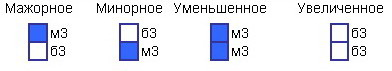 Мажорное Минорное Уменьшенное Увеличенное
м3 б3 м3 б3
б3 м3 м3 б3